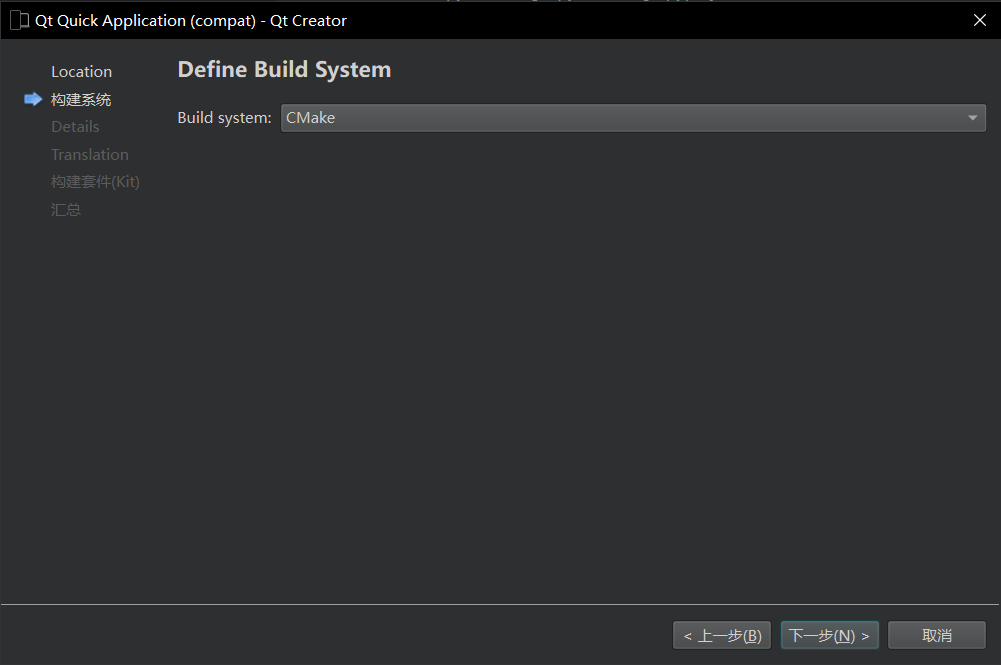 Qt Quick Application (compat) - Qt Creator
Location
构建系统
Details
Translation
构建套件(Kit)
汇总
Define Build System
Build system: CMake
< 上一步(B)
下一步(N) >
取消